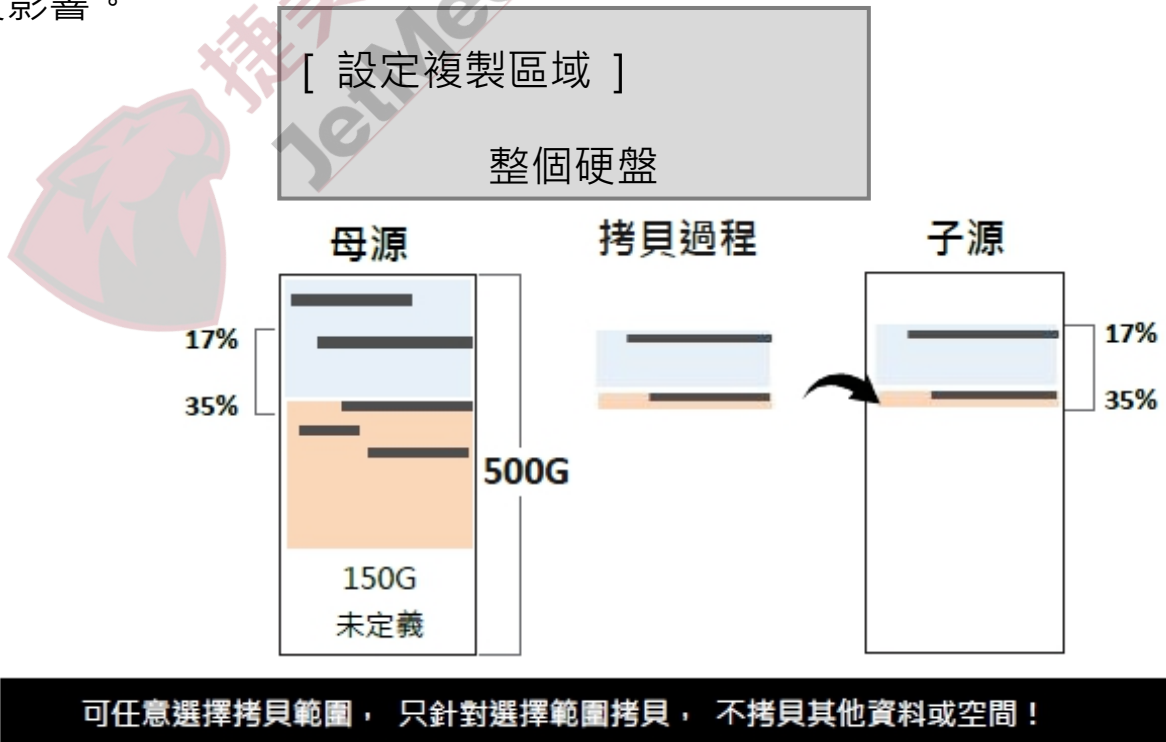 影響。
[ 設定複製區域 ]
整個硬盤
母源
拷貝過程
子源
17%
35%
17%
35%
500G
150G
未定義
可任意選擇拷貝範圍， 只針對選擇範圍拷貝， 不拷貝其他資料或空間！